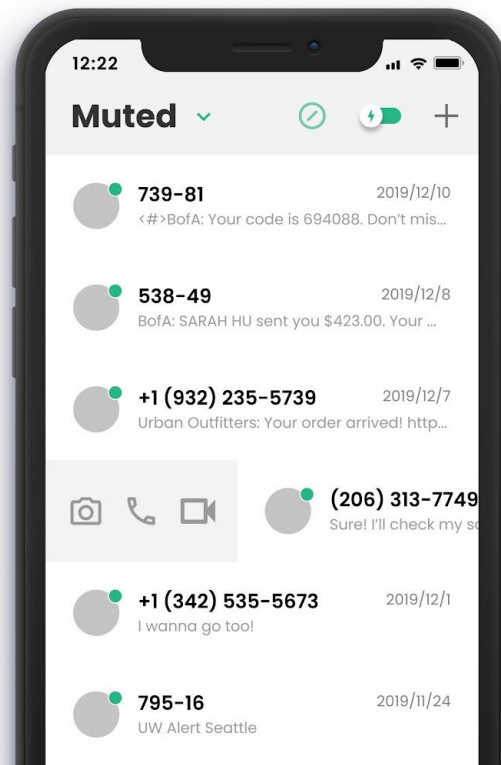 12:22
Muted
739-81 2019/12/10
<#>BofA: Your code is 694088. Don't mis...
538-49 2019/12/8
BofA: SARAH HU sent you $423.00. Your ...
+1 (932) 235-5739 2019/12/7
Urban Outfitters: Your order arrived! http...
(206) 313-7749
Sure! I'll check my
+1 (342) 535-5673 2019/12/1
I wanna go too!
795-16 2019/11/24
UW Alert Seattle